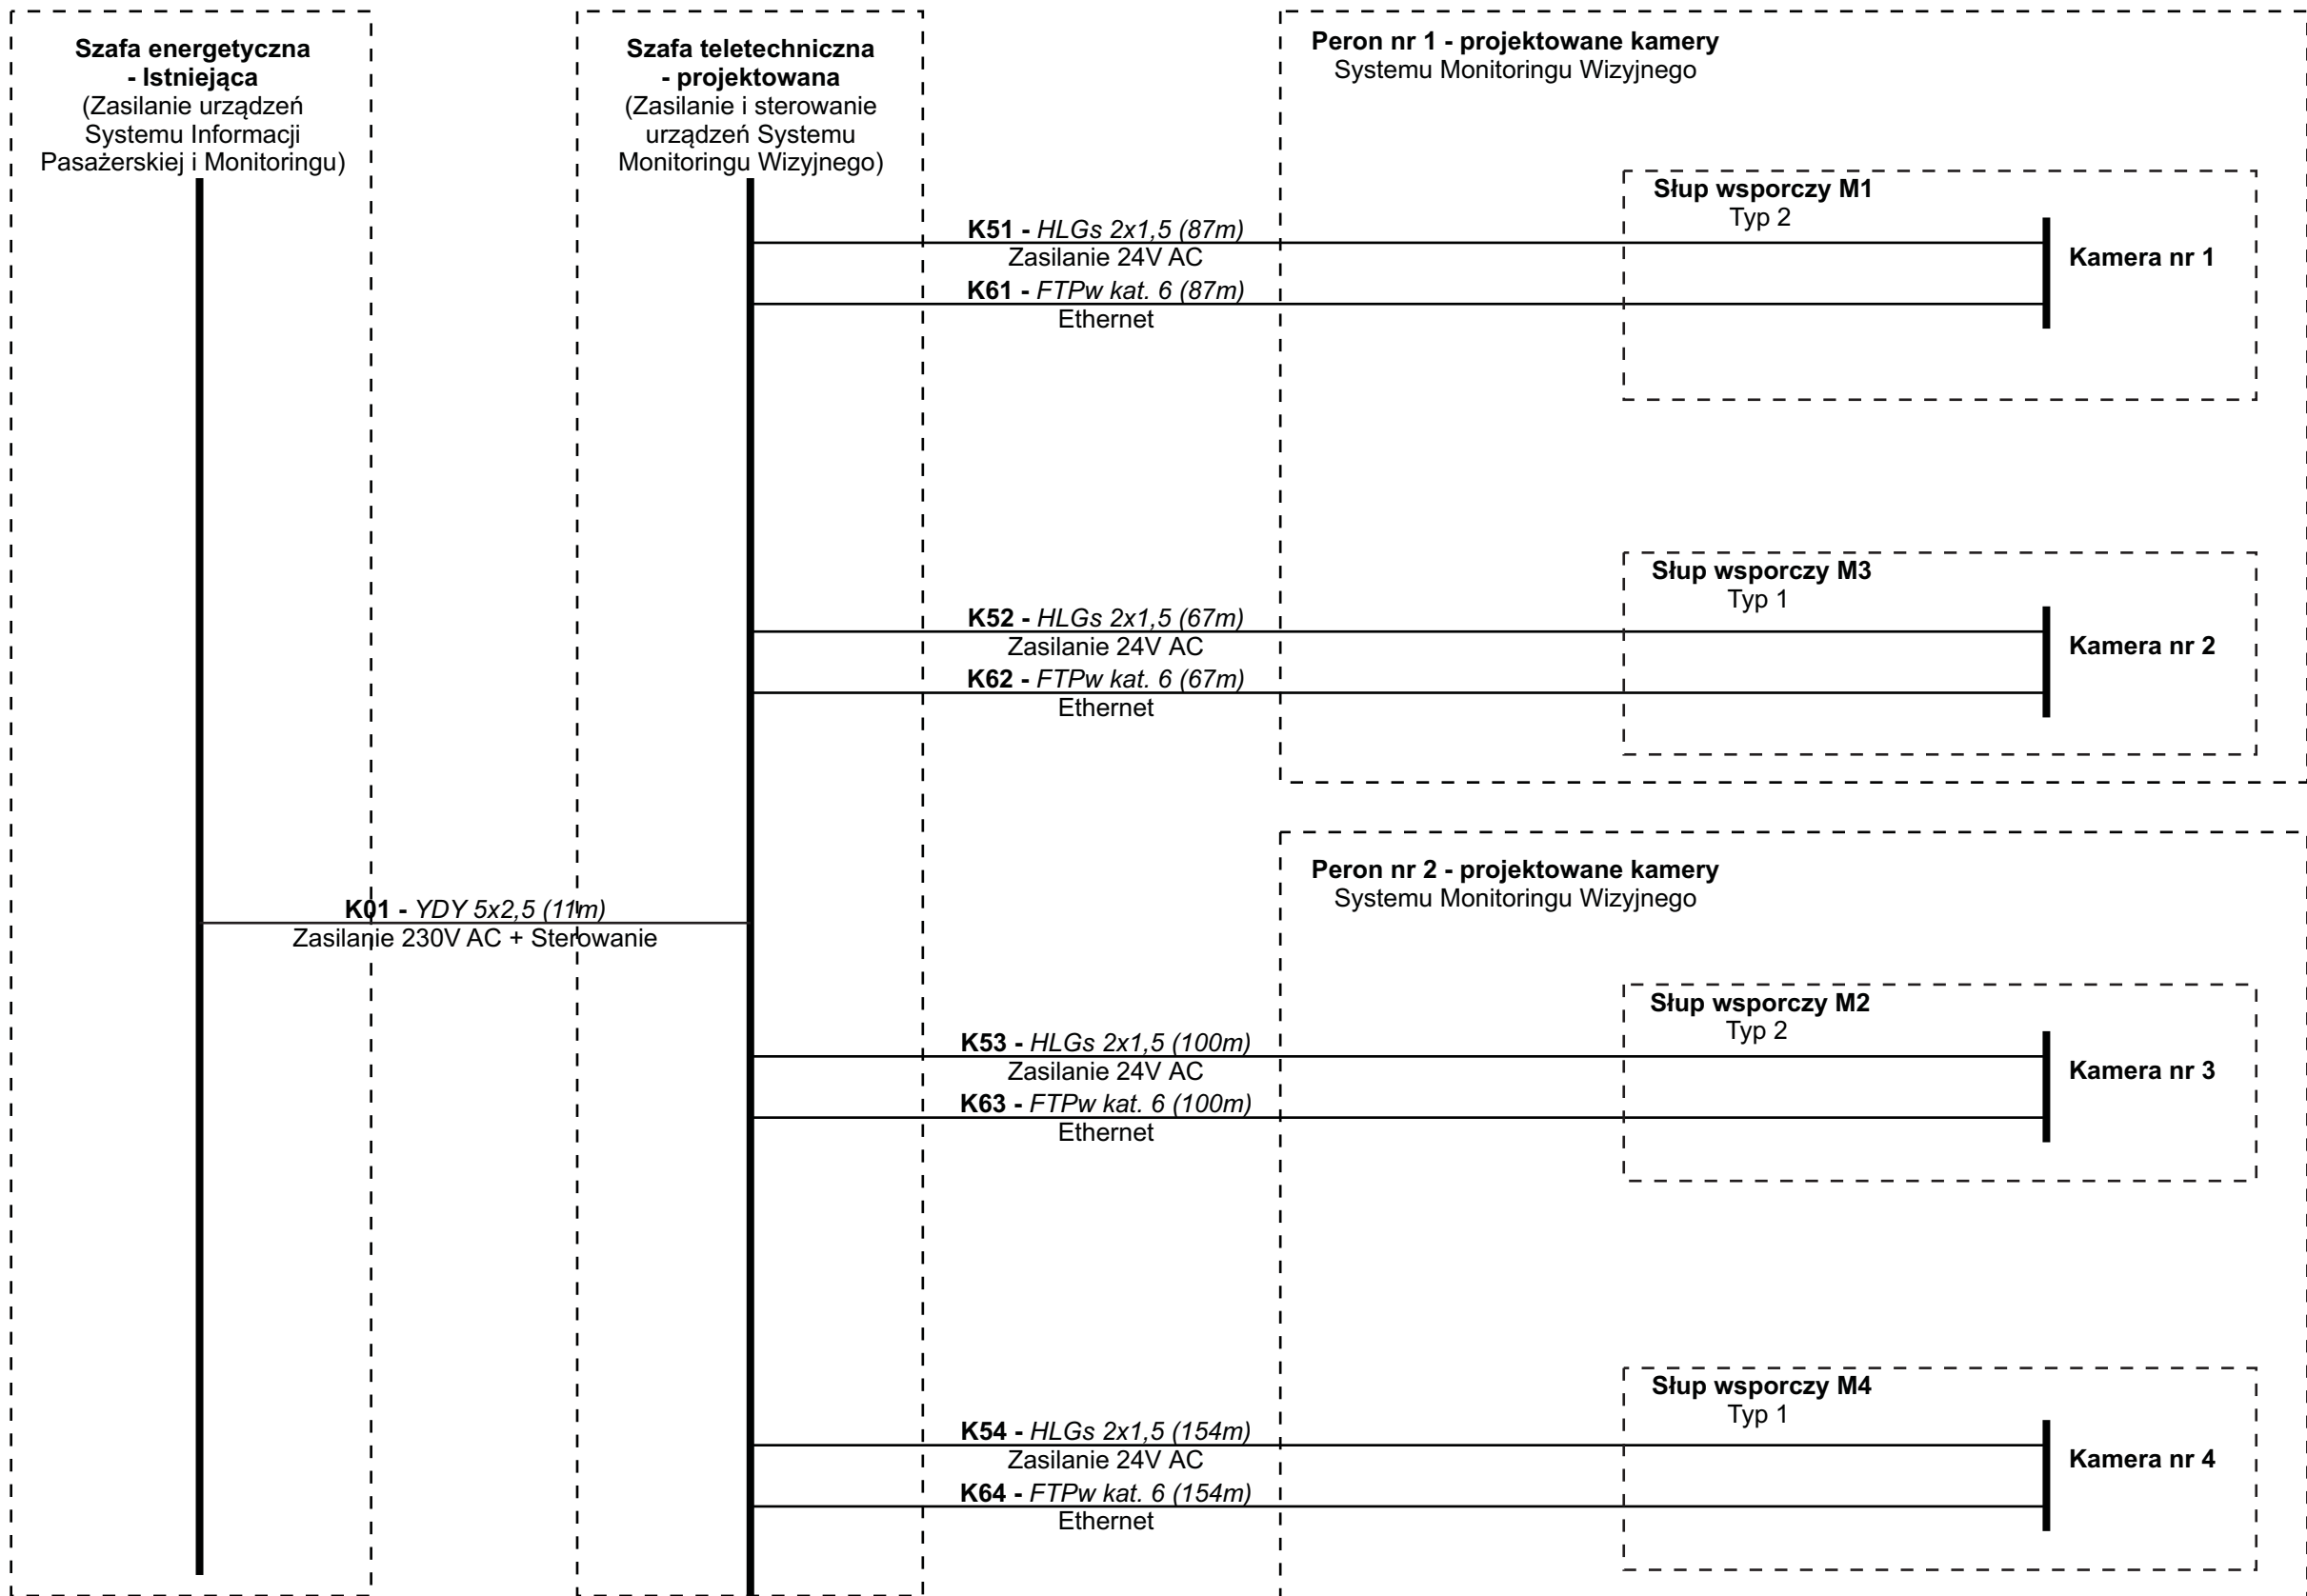 Szafa energetyczna
- Istniejąca
(Zasilanie urządzeń
Systemu Informacji
Pasażerskiej i Monitoringu)
Szafa teletechniczna
- projektowana
(Zasilanie i sterowanie
urządzeń Systemu
Monitoringu Wizyjnego)
Peron nr 1 - projektowane kamery
Systemu Monitoringu Wizyjnego
Słup wsporczy M1
Typ 2
K51 - HLGs 2x1,5 (87m)
Zasilanie 24V AC
Kamera nr 1
K61 - FTPw kat. 6 (87m)
Ethernet
Słup wsporczy M3
Typ 1
K52 - HLGs 2x1,5 (67m)
Zasilanie 24V AC
Kamera nr 2
K62 - FTPw kat. 6 (67m)
Ethernet
Peron nr 2 - projektowane kamery
Systemu Monitoringu Wizyjnego
K01 - YDY 5x2,5 (11m)
Zasilanie 230V AC + Sterowanie
Słup wsporczy M2
Typ 2
K53 - HLGs 2x1,5 (100m)
Zasilanie 24V AC
Kamera nr 3
K63 - FTPw kat. 6 (100m)
Ethernet
Słup wsporczy M4
Typ 1
K54 - HLGs 2x1,5 (154m)
Zasilanie 24V AC
Kamera nr 4
K64 - FTPw kat. 6 (154m)
Ethernet